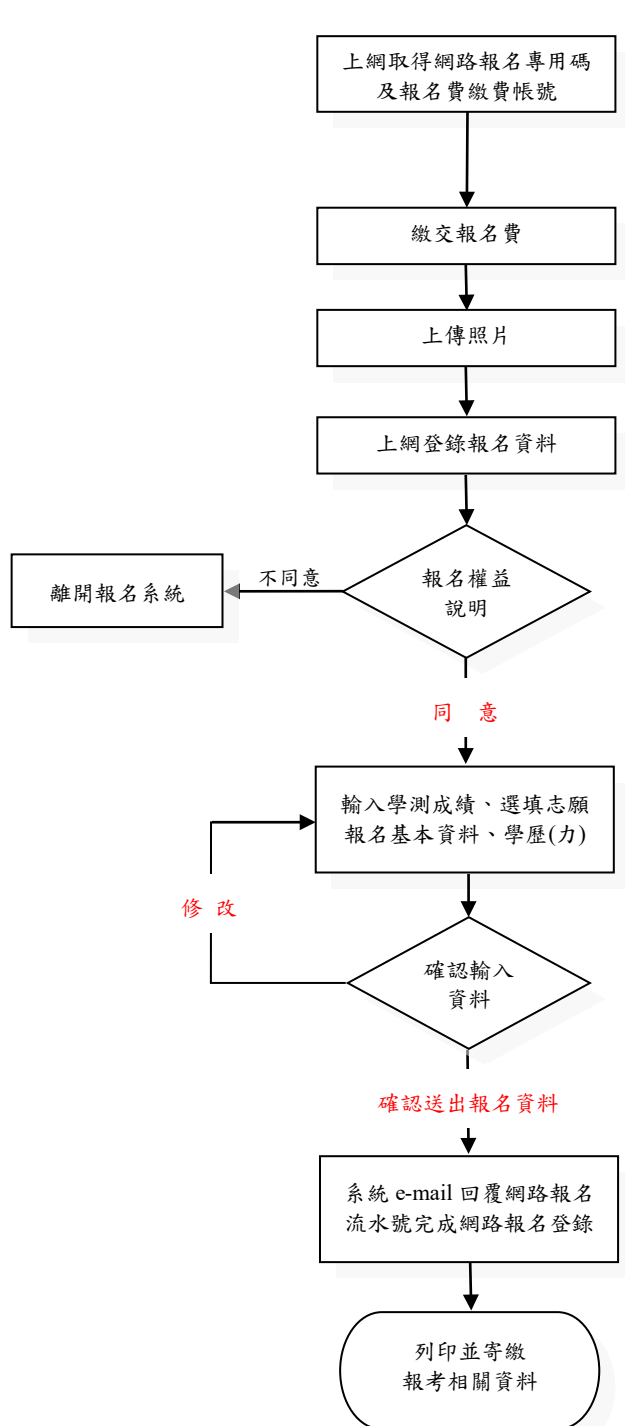 上網取得網路報名專用碼
及報名費繳費帳號
繳交報名費
上傳照片
上網登錄報名資料
報名權益
說明
不同意
離開報名系統
同 意
輸入學測成績、選填志願
報名基本資料、學歷(力)
修 改
確認輸入
資料
確認送出報名資料
系統 e-mail 回覆網路報名
流水號完成網路報名登錄
列印並寄繳
報考相關資料